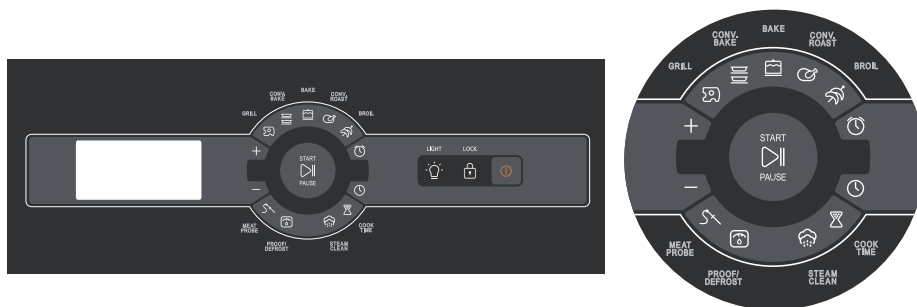 GRILL
CONV.
BAKE
BAKE
CONV.
ROAST
BROIL
START
PAUSE
MEAT
PROBE
PROOF/
DEFROST
STEAM
CLEAN
COOK
TIME
LIGHT
LOCK
GRILL
CONV.
BAKE
BAKE
CONV.
ROAST
BROIL
START
PAUSE
MEAT
PROBE
PROOF/
DEFROST
STEAM
CLEAN
COOK
TIME